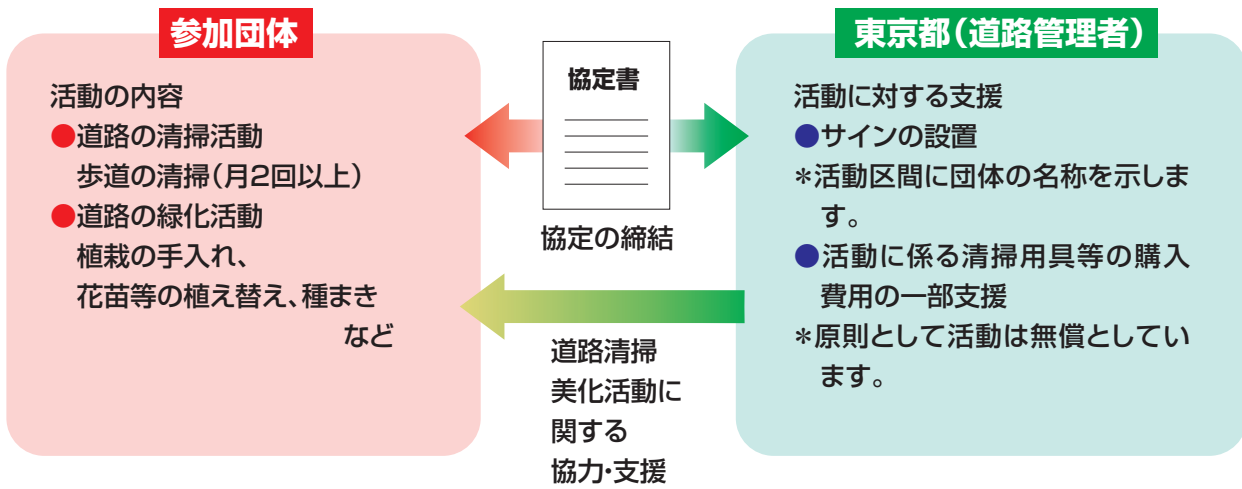 参加団体
活動の内容
●道路の清掃活動
歩道の清掃(月2回以上)
●道路の緑化活動
植栽の手入れ、
花苗等の植え替え、種まき
など
協定書
協定の締結
道路清掃
美化活動に
関する
協力・支援
東京都(道路管理者)
活動に対する支援
●サインの設置
*活動区間に団体の名称を示しま
す。
●活動に係る清掃用具等の購入
費用の一部支援
*原則として活動は無償としてい
ます。